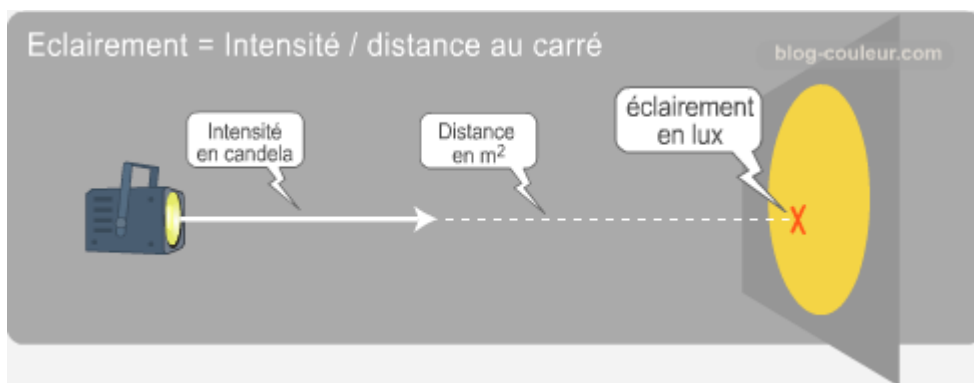 Eclairement = Intensité / distance au carré
blog-couleur.com
Intensité
en candela
Distance
en m²
éclairement
en lux
X